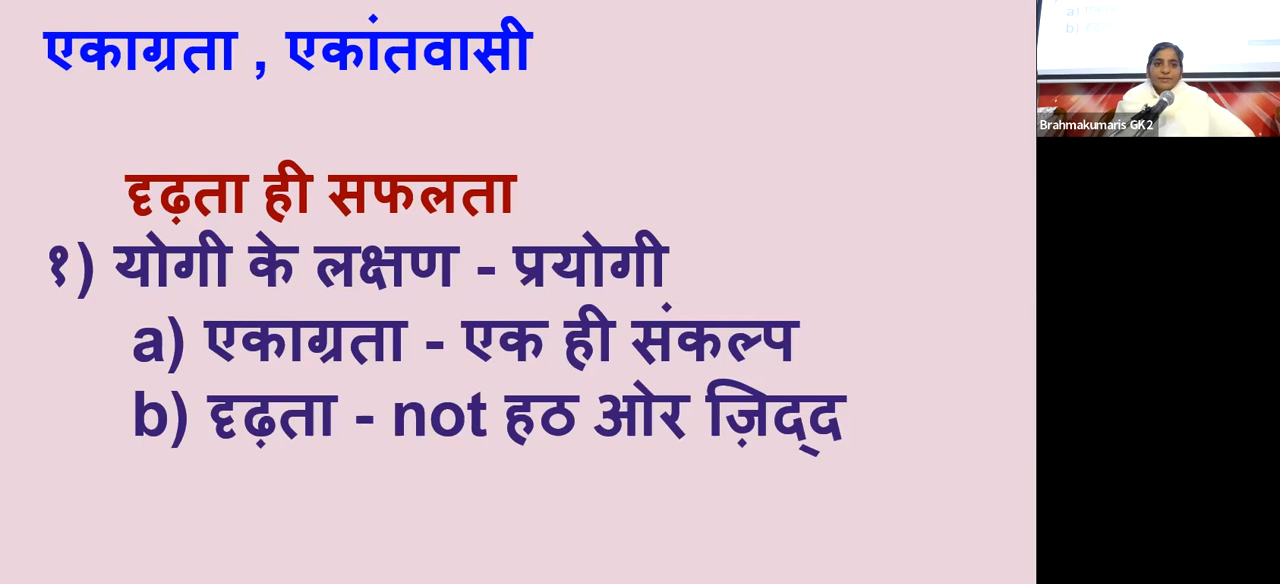 एकाग्रता , एकांतवासी
दृढ़ता ही सफलता
१) योगी के लक्षण - प्रयोगी
a) एकाग्रता - एक ही संकल्प
b) दृढ़ता - not हठ ओर ज़िद्द
Brahmakumaris GK2